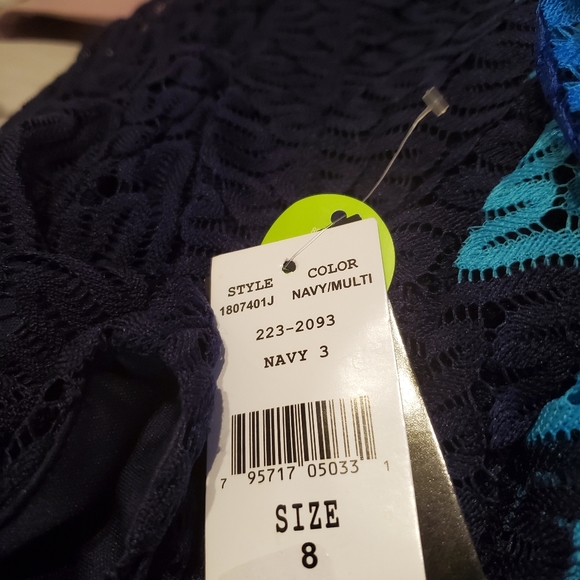 STYLE COLOR
1807401J NAVY/MULTI
223-2093
NAVY 3
7 95717 05033 1
SIZE
8